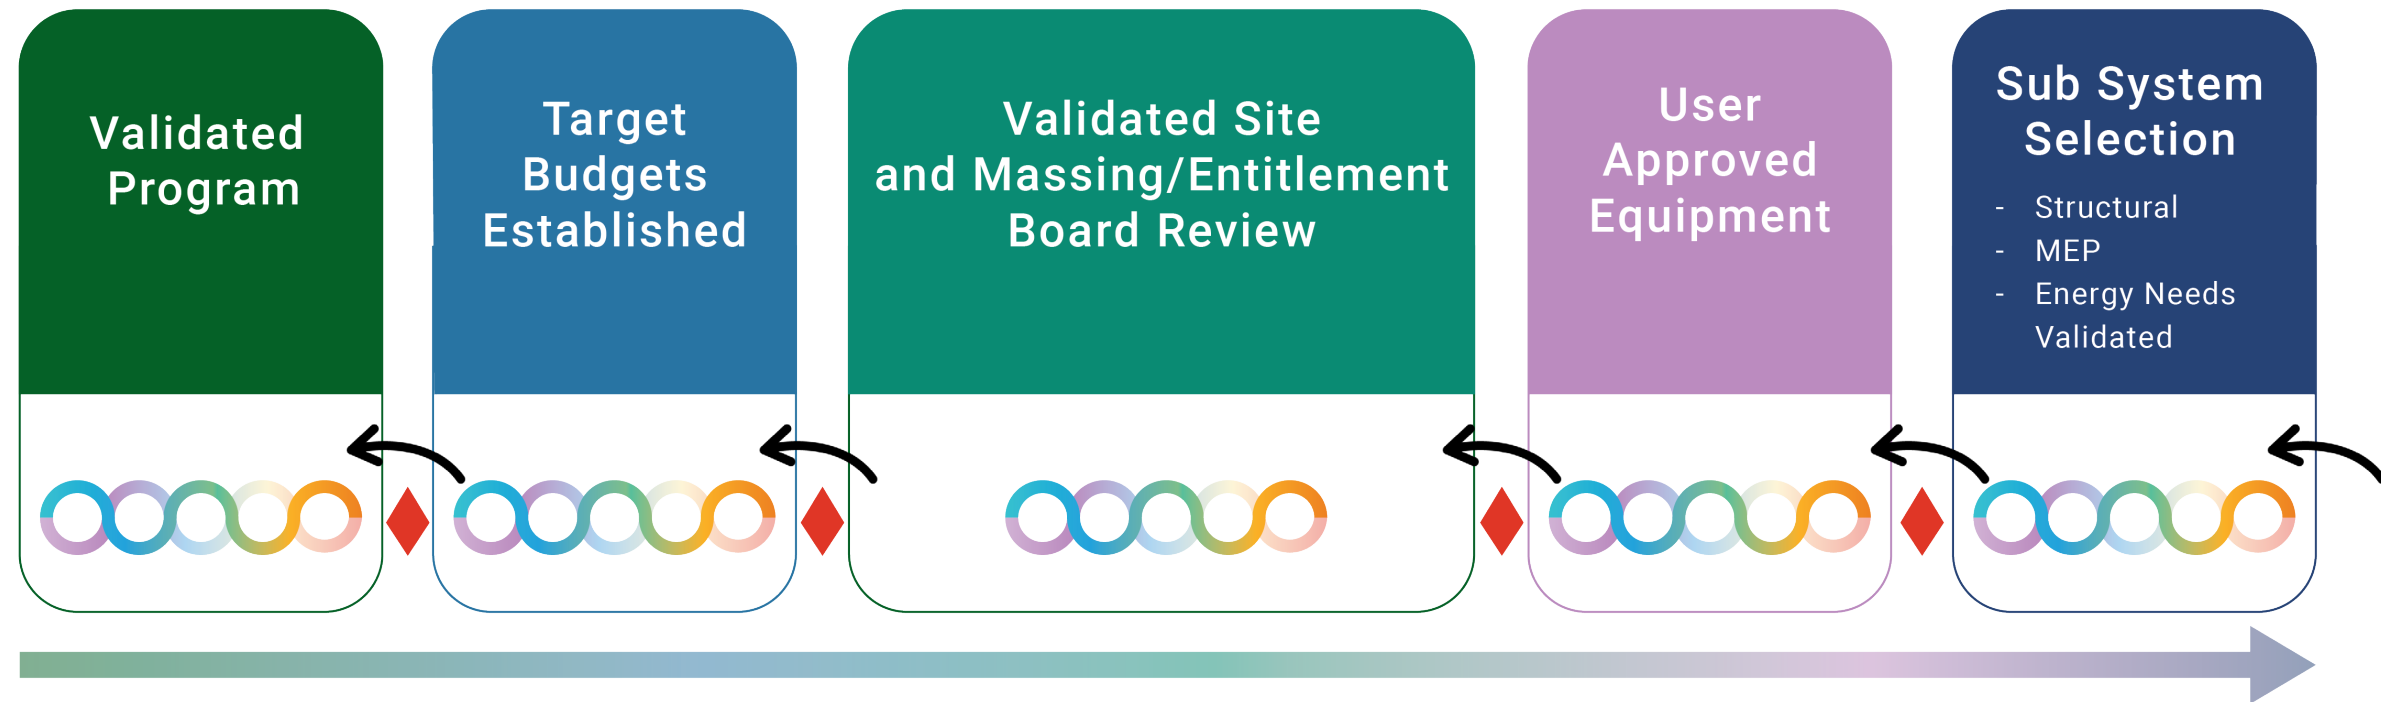 Validated
Program
Target
Budgets
Established
Validated Site
and Massing/Entitlement
Board Review
User
Approved
Equipment
Sub System
Selection
- Structural
- MEP
- Energy Needs
Validated